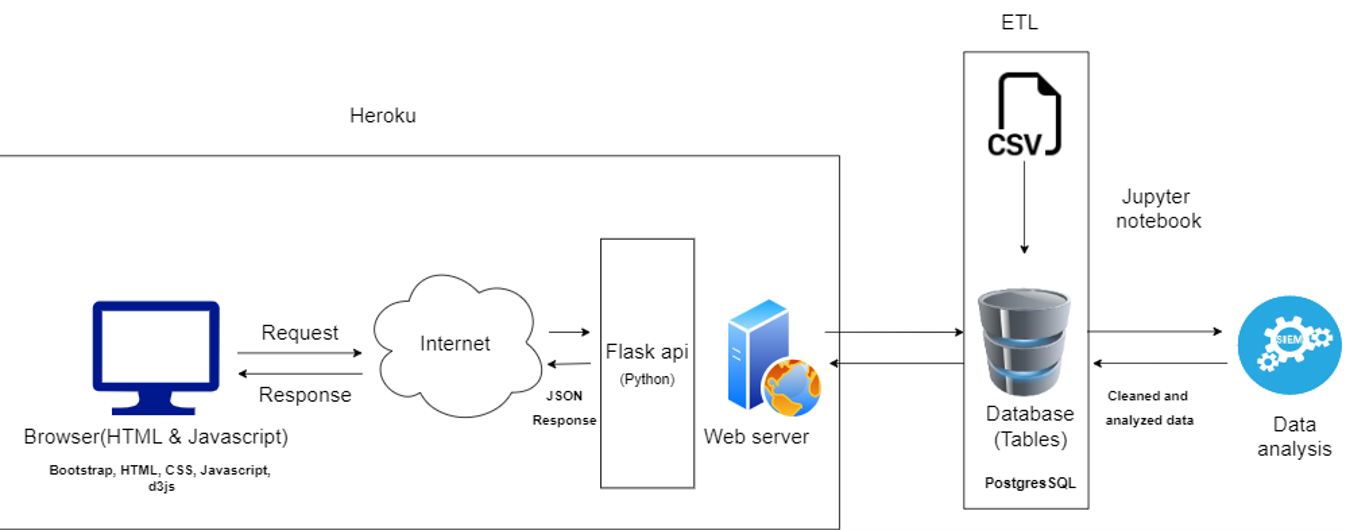 ETL
Heroku
CSV
Jupyter
notebook
Request
Response
Internet
JSON
Response
Flask api
(Python)
Web server
Browser(HTML & Javascript)
Bootstrap, HTML, CSS, Javascript,
d3js
Database
(Tables)
PostgresSQL
Cleaned and
analyzed data
SIEM
Data
analysis